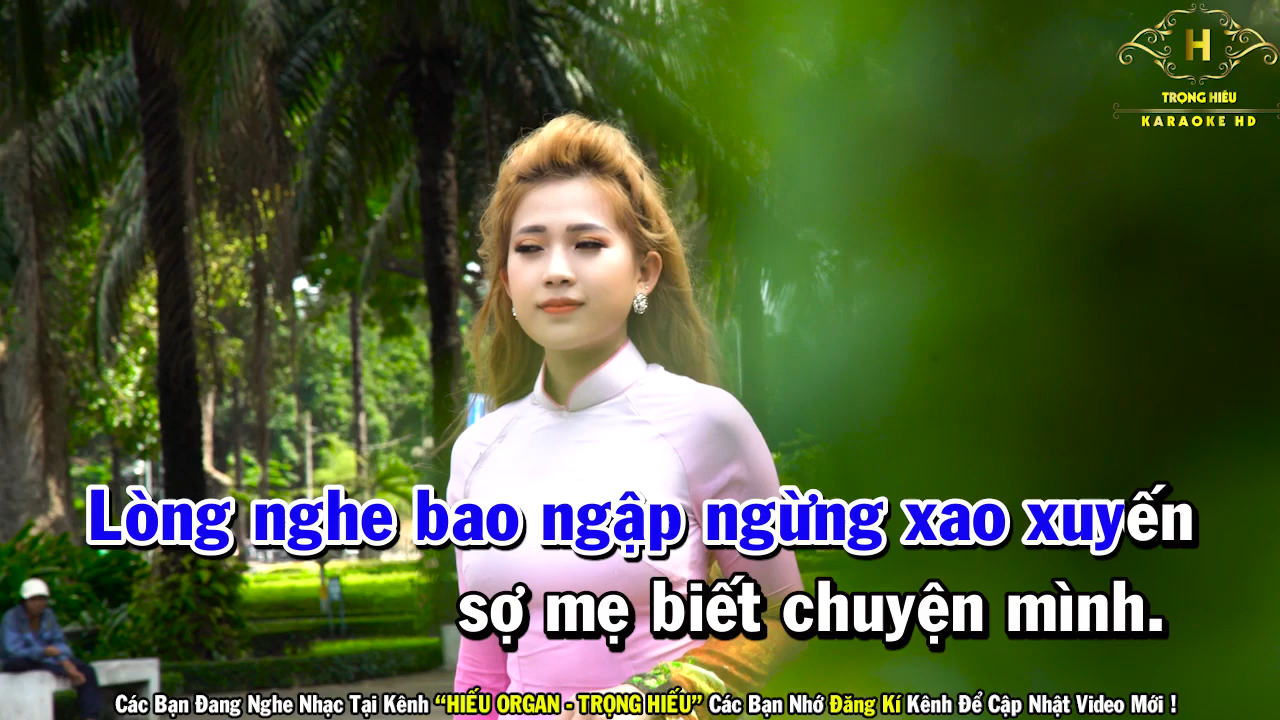 H
TRỌNG HIẾU
KARAOKE HD
Lòng nghe bao ngập ngừng xao xuyến
sợ mẹ biết chuyện mình.
Các Bạn Đang Nghe Nhạc Tại Kênh “HIẾU ORGAN - TRỌNG HIẾU” Các Bạn Nhớ Đăng Kí Kênh Để Cập Nhật Video Mới !